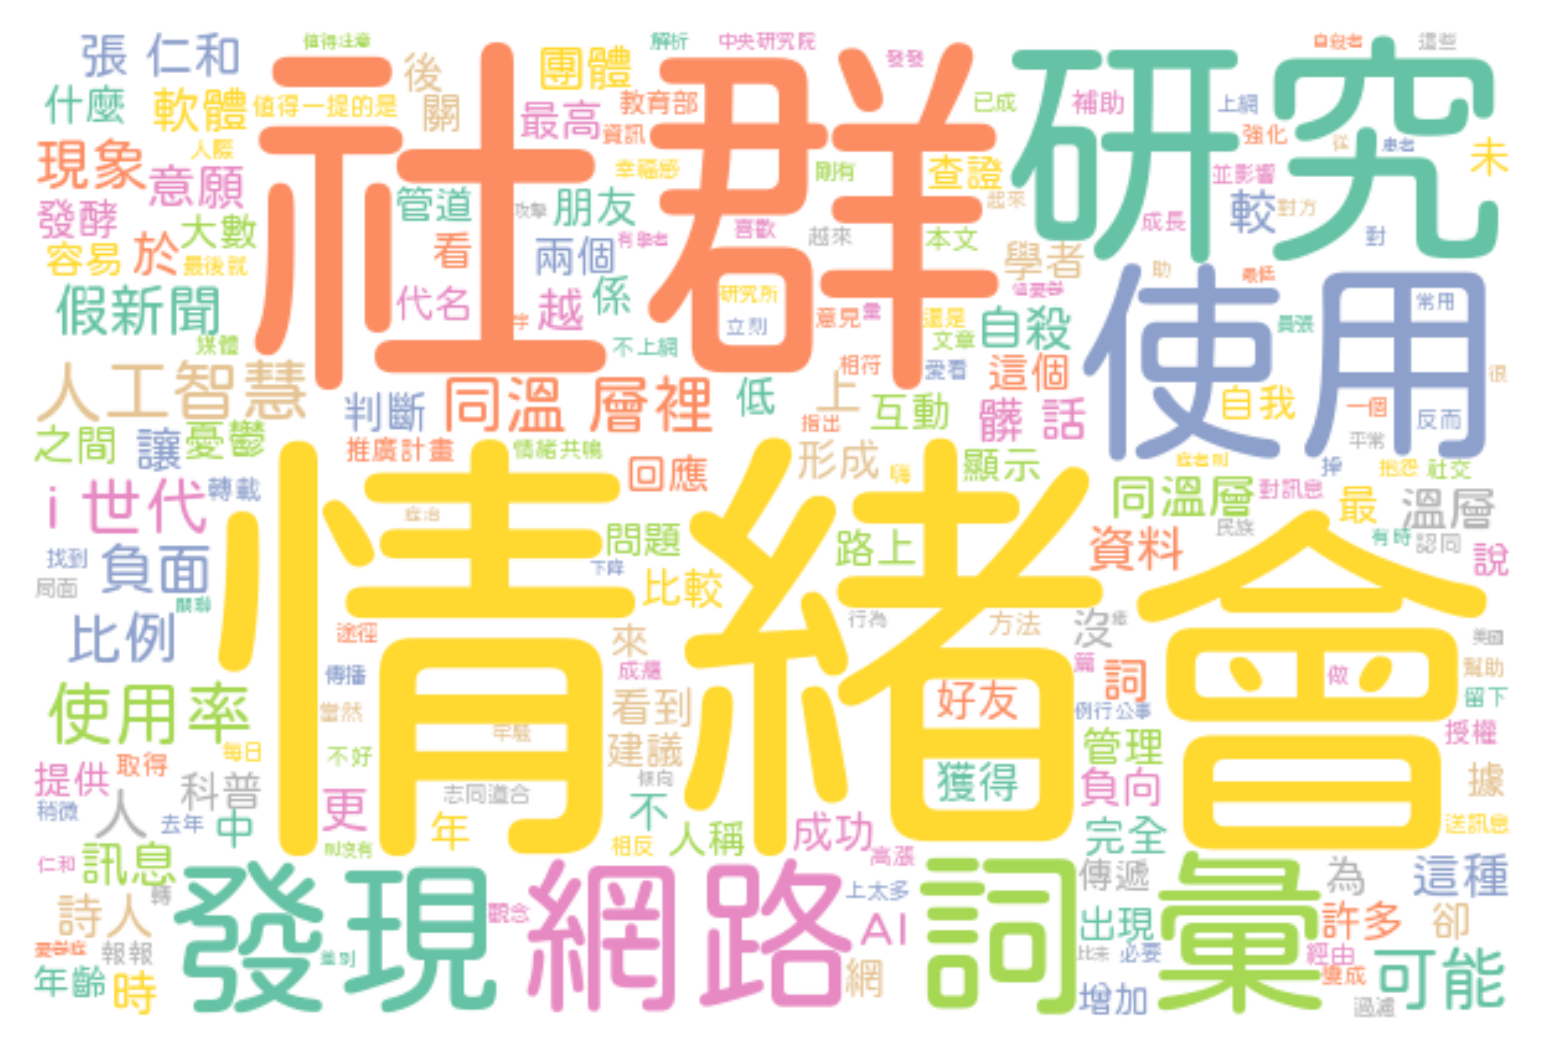 張 仁和
值得注意
後
團體
解析
中央研究院
發發
自殺者
這些
什麼
軟體
值得一提的是
關
最高
教育部
資訊
已成
補助
上網
強化
從
患者
未
社群
研究
現象
人際
意願
幸福感
剛有
查證
並影響
發酵
大數
管道
攻擊
朋友
有學者
喜歡
越來
起來
本文
成長
較
對方
對
容易
於
最後就
看
兩個
學者
助
最低
假新聞
代名
越
係
研究所
立刻
意見
量
還是
自殺
使用
常用
員張
媒體
不上網
文章
人工智慧
判斷
同溫 層裡
低
相符
愛看
這個
很
上
互動
髒 話
自我
一個
反而
平常
指出
之間
讓
憂鬱
推廣計畫
情緒共鳴
回應
形成
嗨
顯示
抱怨
社交
i 世代
轉載
情緒會
同溫層
對訊息
最
溫層
民族
有時
認同
說
找到
負面
局面
問題
下降
路上
資料
比較
關聯
比例
途徑
來
行為
方法
沒
美國
傳播
成癮
篇
詞
做
幫助
使用率
當然
看到
好友
例行公事
留下
每日
罕騷
不好
建議
管理
授權
提供
取得
傾向
獲得
負向
據
稍微
人
科普
志同道合
更
不
去年
中
年
相反
人稱
成功
完全
送訊息
仁和
訊息
高漲
發現
網路
詞彙
上太多
傳遞
為
這種
詩人
轉
觀念
AI
出現
許多
卻
報報
差別
必要
經由
年齡
時
網
增加
變成
可能
過濾